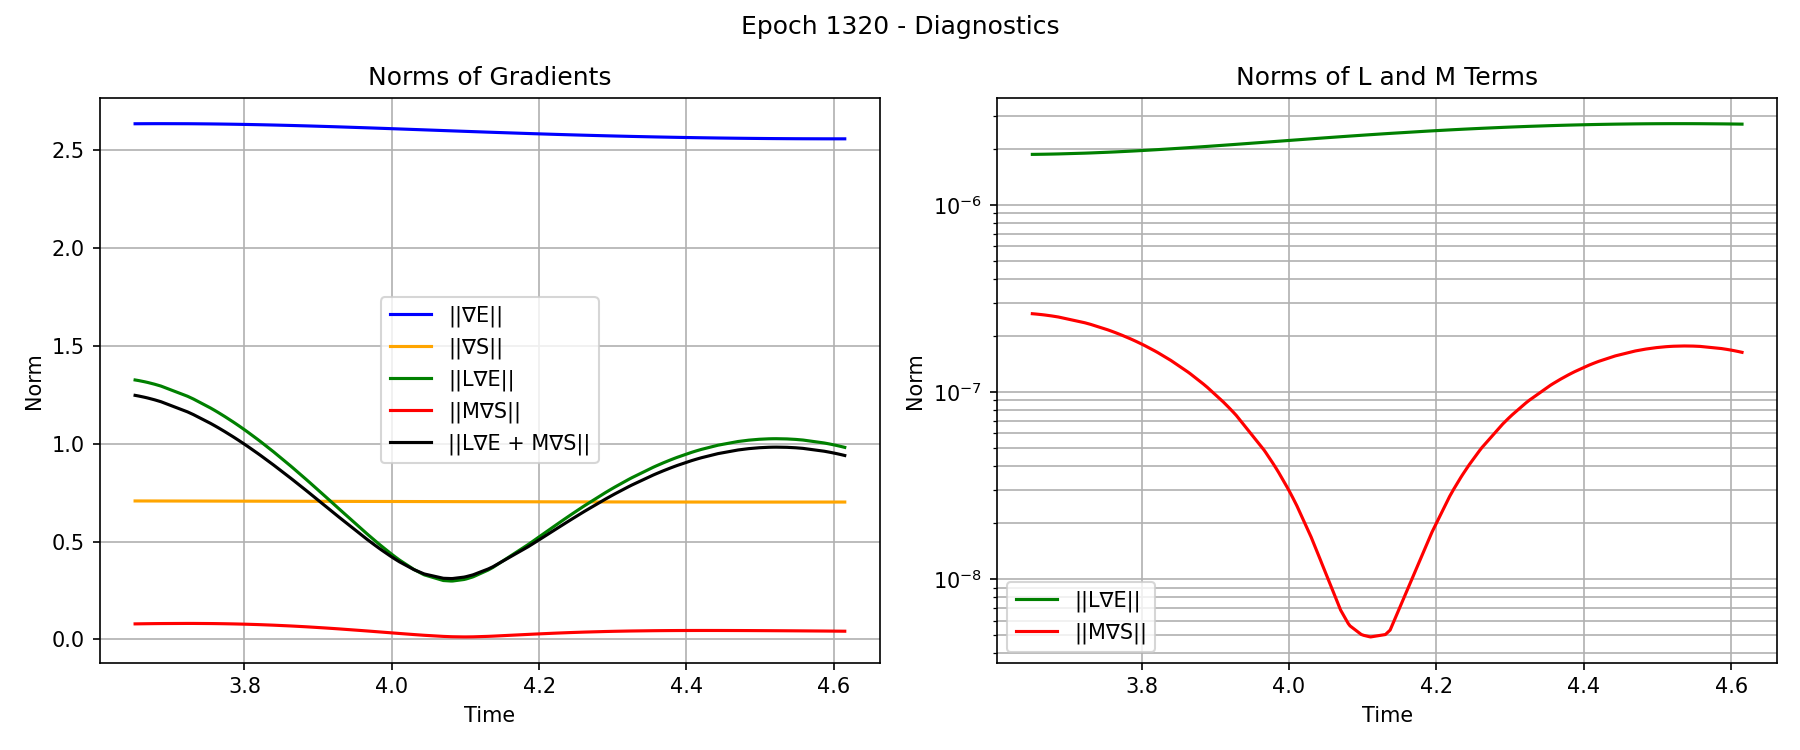 Epoch 1320 - Diagnostics
Norms of Gradients
Norm
2.5
2.0
1.5
1.0
0.5
0.0
||∇E||
||∇S||
||L∇E||
||M∇S||
||L∇E + M∇S||
3.8 4.0 4.2 4.4 4.6
Time
Norms of L and M Terms
Norm
10⁻⁶
10⁻⁷
10⁻⁸
||L∇E||
||M∇S||
3.8 4.0 4.2 4.4 4.6
Time